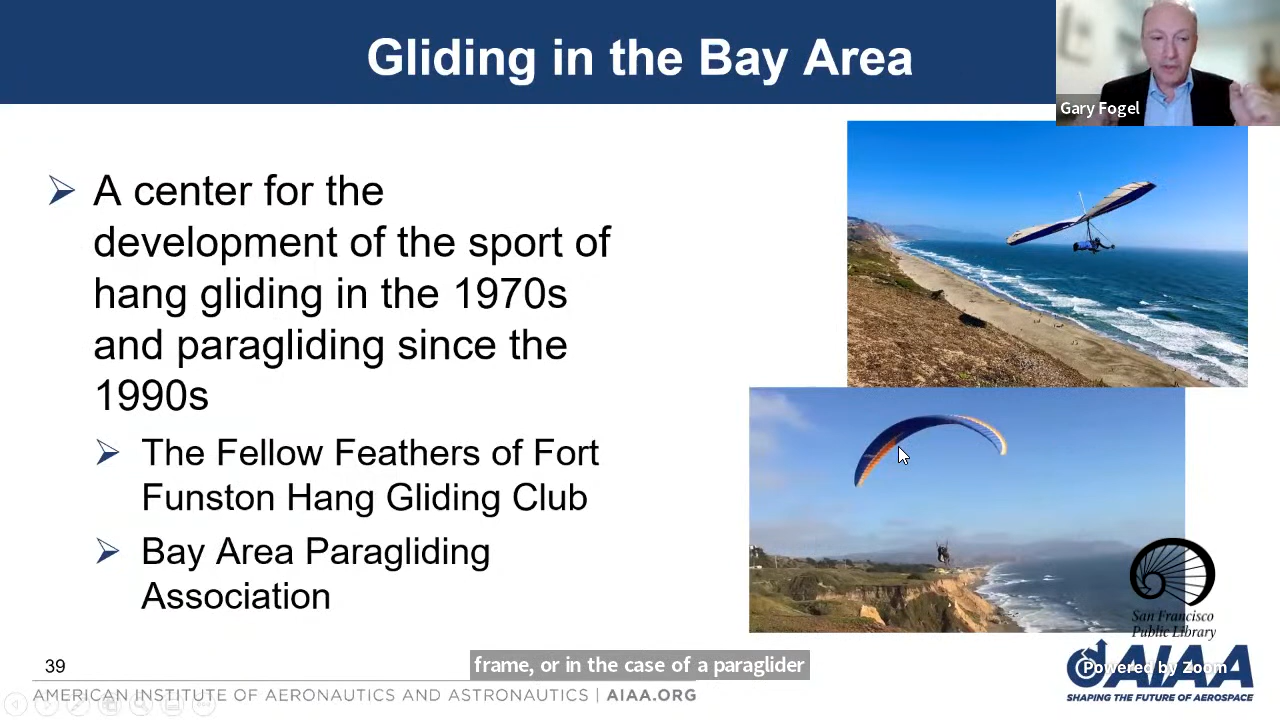 Gliding in the Bay Area
Gary Fogel
A center for the
development of the sport of
hang gliding in the 1970s
and paragliding since the
1990s
The Fellow Feathers of Fort
Funston Hang Gliding Club
Bay Area Paragliding
Association
San Francisco
Public Library
39
frame, or in the case of a paraglider
AIAA
Powered by Zoom
SHAPING THE FUTURE OF AEROSPACE
AMERICAN INSTITUTE OF AERONAUTICS AND ASTRONAUTICS | AIAA.ORG